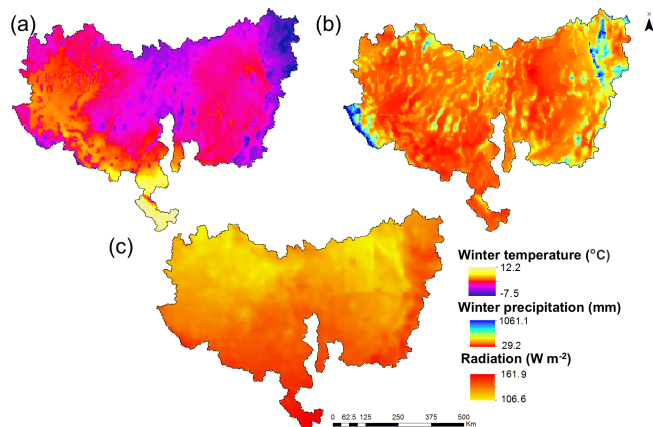 (a)
(b)
N
(c)
Winter temperature (°C)
12.2
-7.5
Winter precipitation (mm)
1061.1
29.2
Radiation (W m-2)
161.9
106.6
0 62.5 125 250 375 500
Km